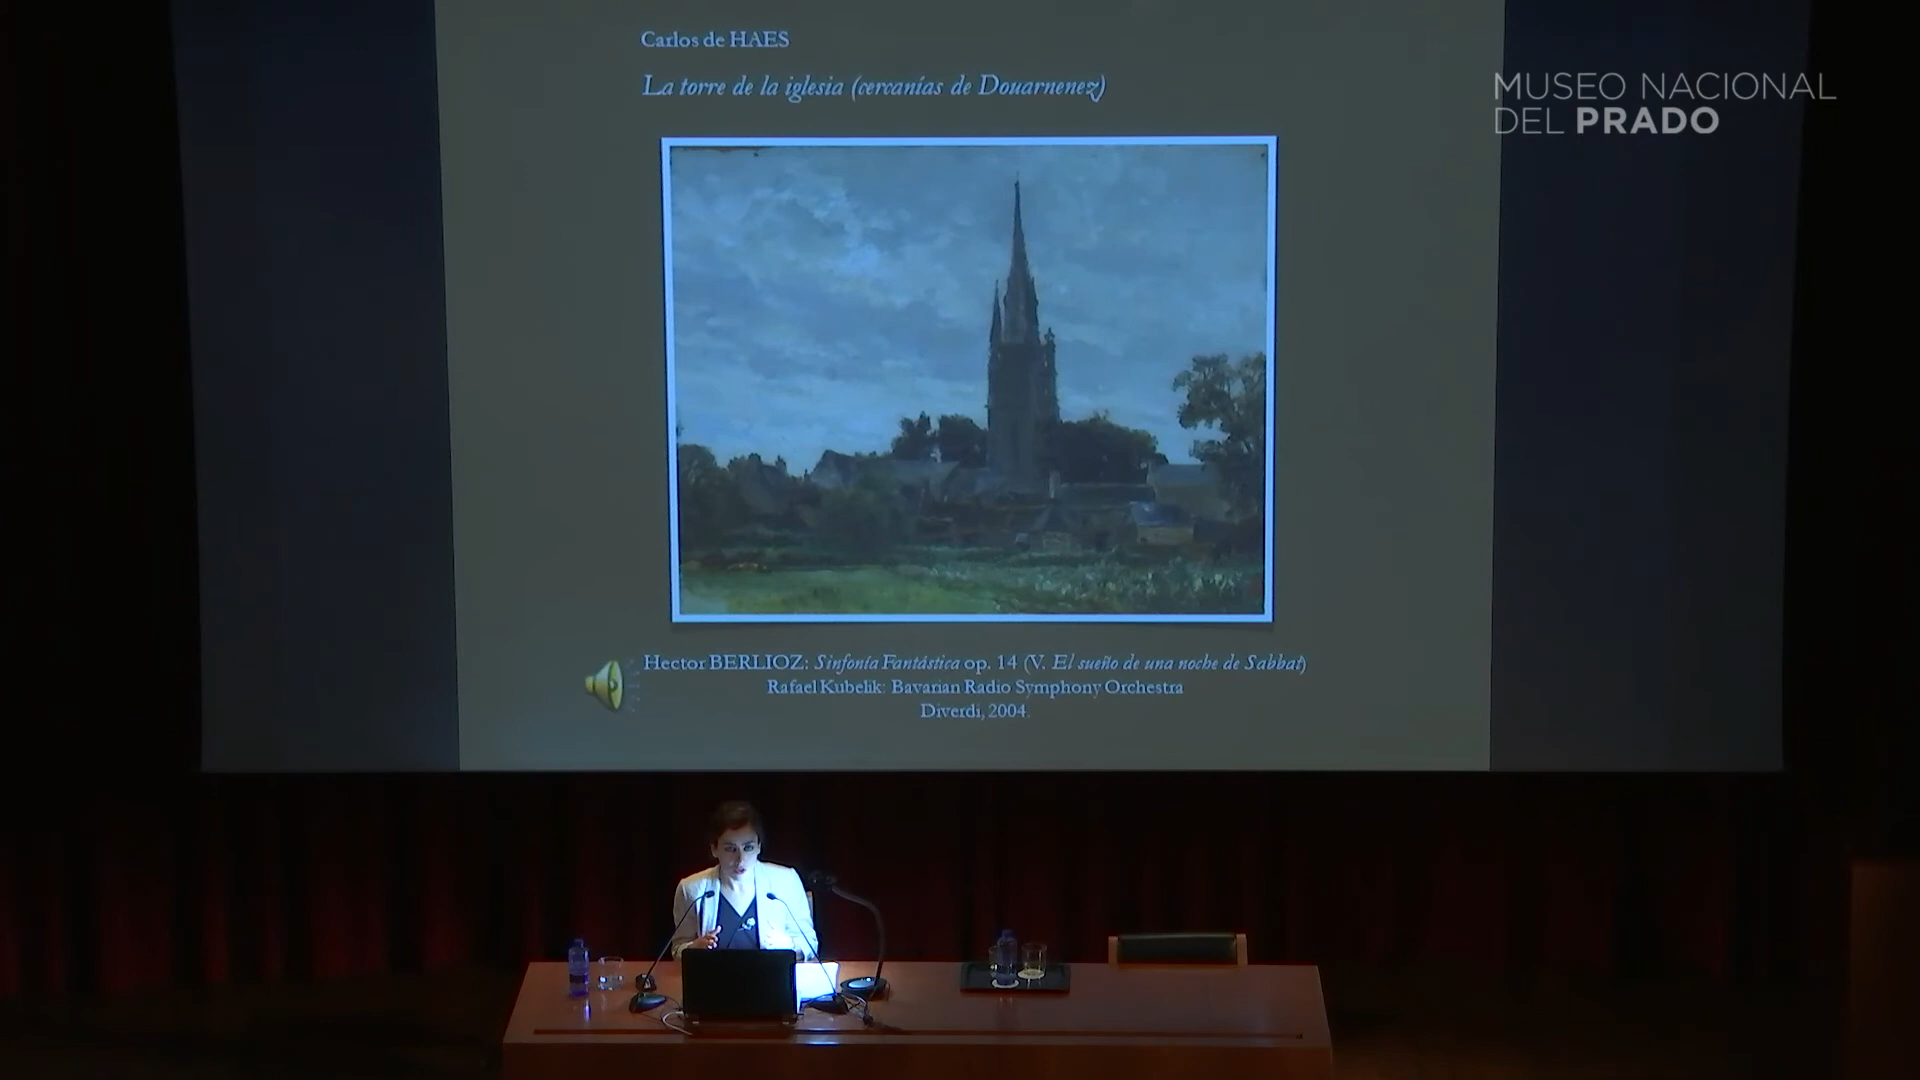 Carlos de HAES
La torre de la iglesia (cercanías de Douarnenez)
MUSEO NACIONAL
DEL PRADO
Hector BERLIOZ: Sinfonía Fantástica op. 14 (V. El sueño de una noche de Sabbat)
Rafael Kubelik: Bavarian Radio Symphony Orchestra
Diverdi, 2004.